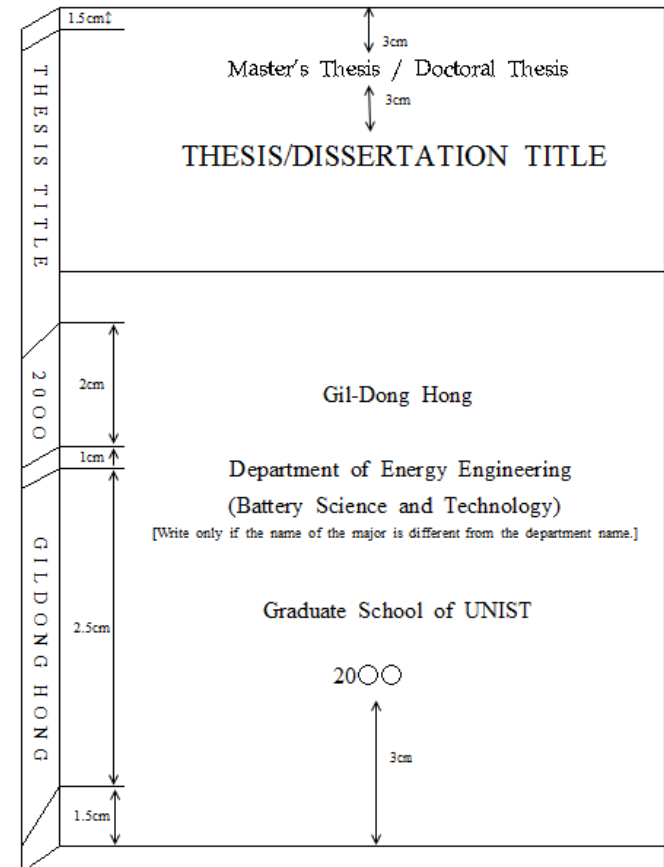 1.5cm↕
3cm
Master's Thesis / Doctoral Thesis
3cm
THESIS/DISSERTATION TITLE
THESIS TITLE
2cm
2000
Gil-Dong Hong
1cm
Department of Energy Engineering
(Battery Science and Technology)
[Write only if the name of the major is different from the department name.]
GILDONG HONG
2.5cm
Graduate School of UNIST
20○○
3cm
1.5cm